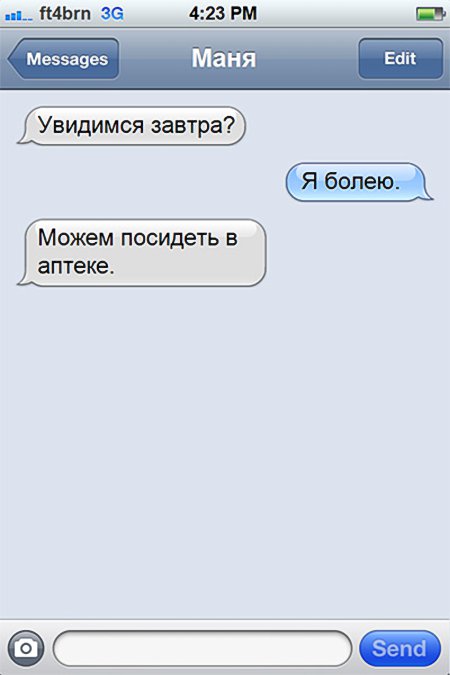 ft4brn 3G 4:23 PM
Messages Маня Edit
Увидимся завтра?
Я болею.
Можем посидеть в
аптеке.
Send